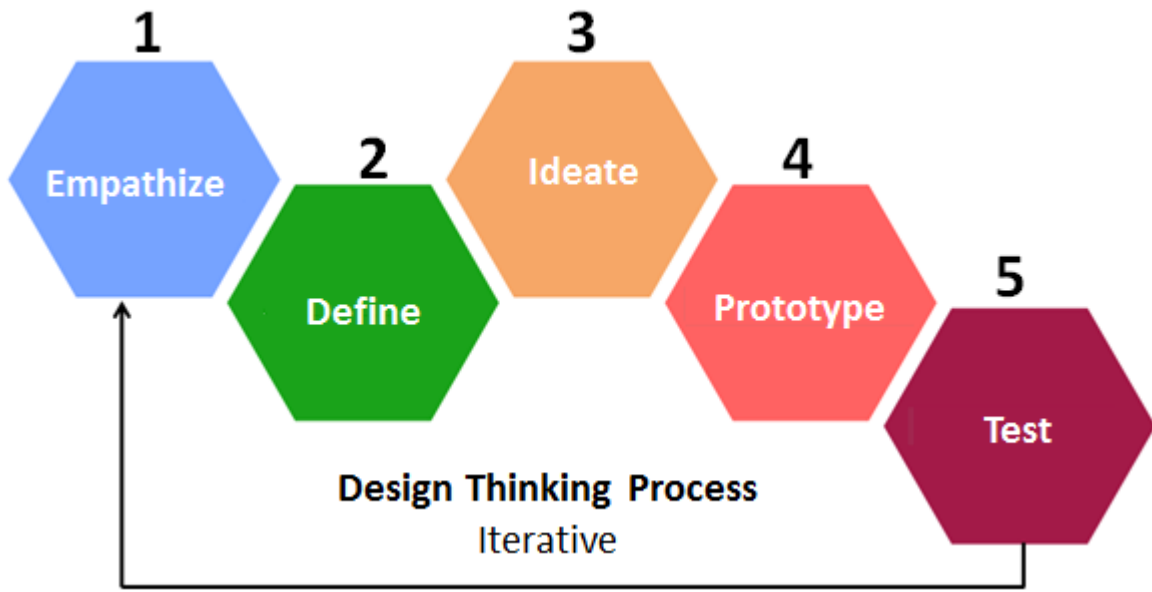 1
Empathize
2
Define
3
Ideate
4
Prototype
5
Test
Design Thinking Process
Iterative